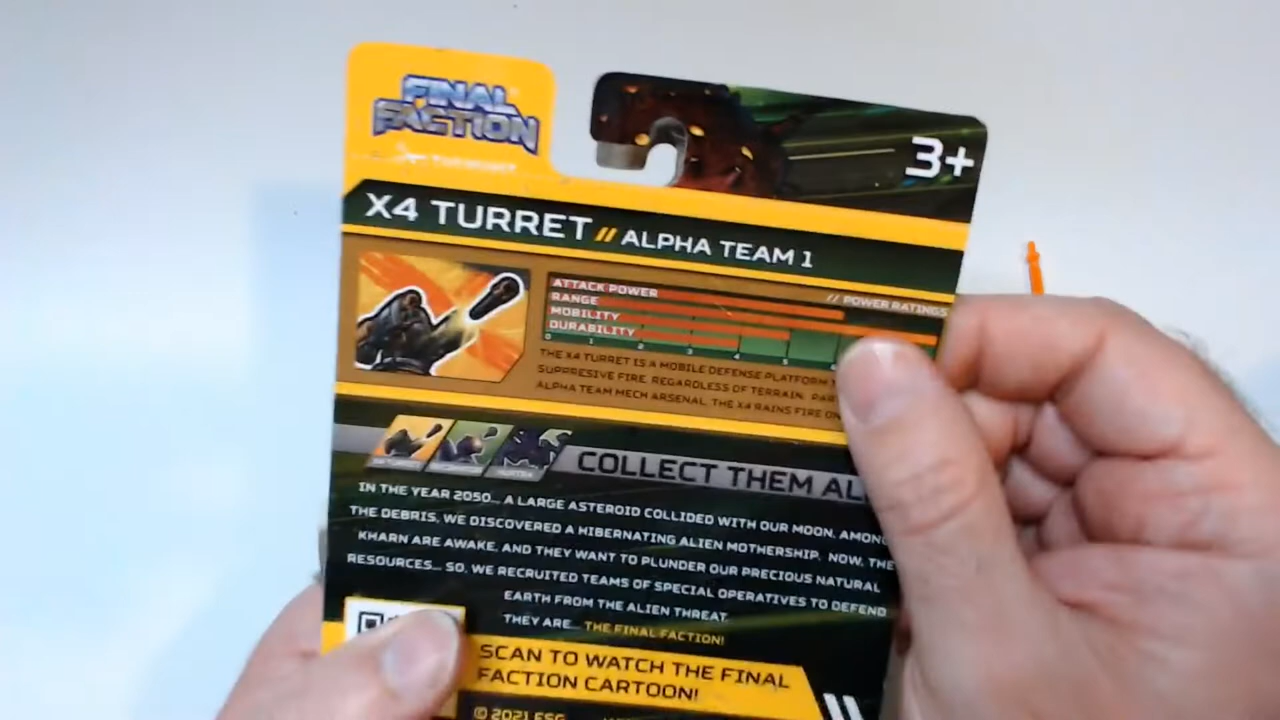 FINAL
FACTION
3+
X4 TURRET // ALPHA TEAM 1
ATTACK POWER
// POWER RATINGS
RANGE
MOBILITY
DURABILITY
0 1 2 3 4 5
THE X4 TURRET IS A MOBILE DEFENSE PLATFORM
SUPPRESIVE FIRE, REGARDLESS OF TERRAIN.
ALPHA TEAM MECH ARSENAL, THE X4 RAINS FIRE
COLLECT THEM AL
IN THE YEAR 2050... A LARGE ASTEROID COLLIDED WITH OUR MOON. AMONG
THE DEBRIS, WE DISCOVERED A HIBERNATING ALIEN MOTHERSHIP. NOW, THE
KHARN ARE AWAKE, AND THEY WANT TO PLUNDER OUR PRECIOUS NATURAL
RESOURCES... SO, WE RECRUITED TEAMS OF SPECIAL OPERATIVES TO DEFEND
EARTH FROM THE ALIEN THREAT.
THEY ARE... THE FINAL FACTION!
SCAN TO WATCH THE FINAL
FACTION CARTOON!
© 2021